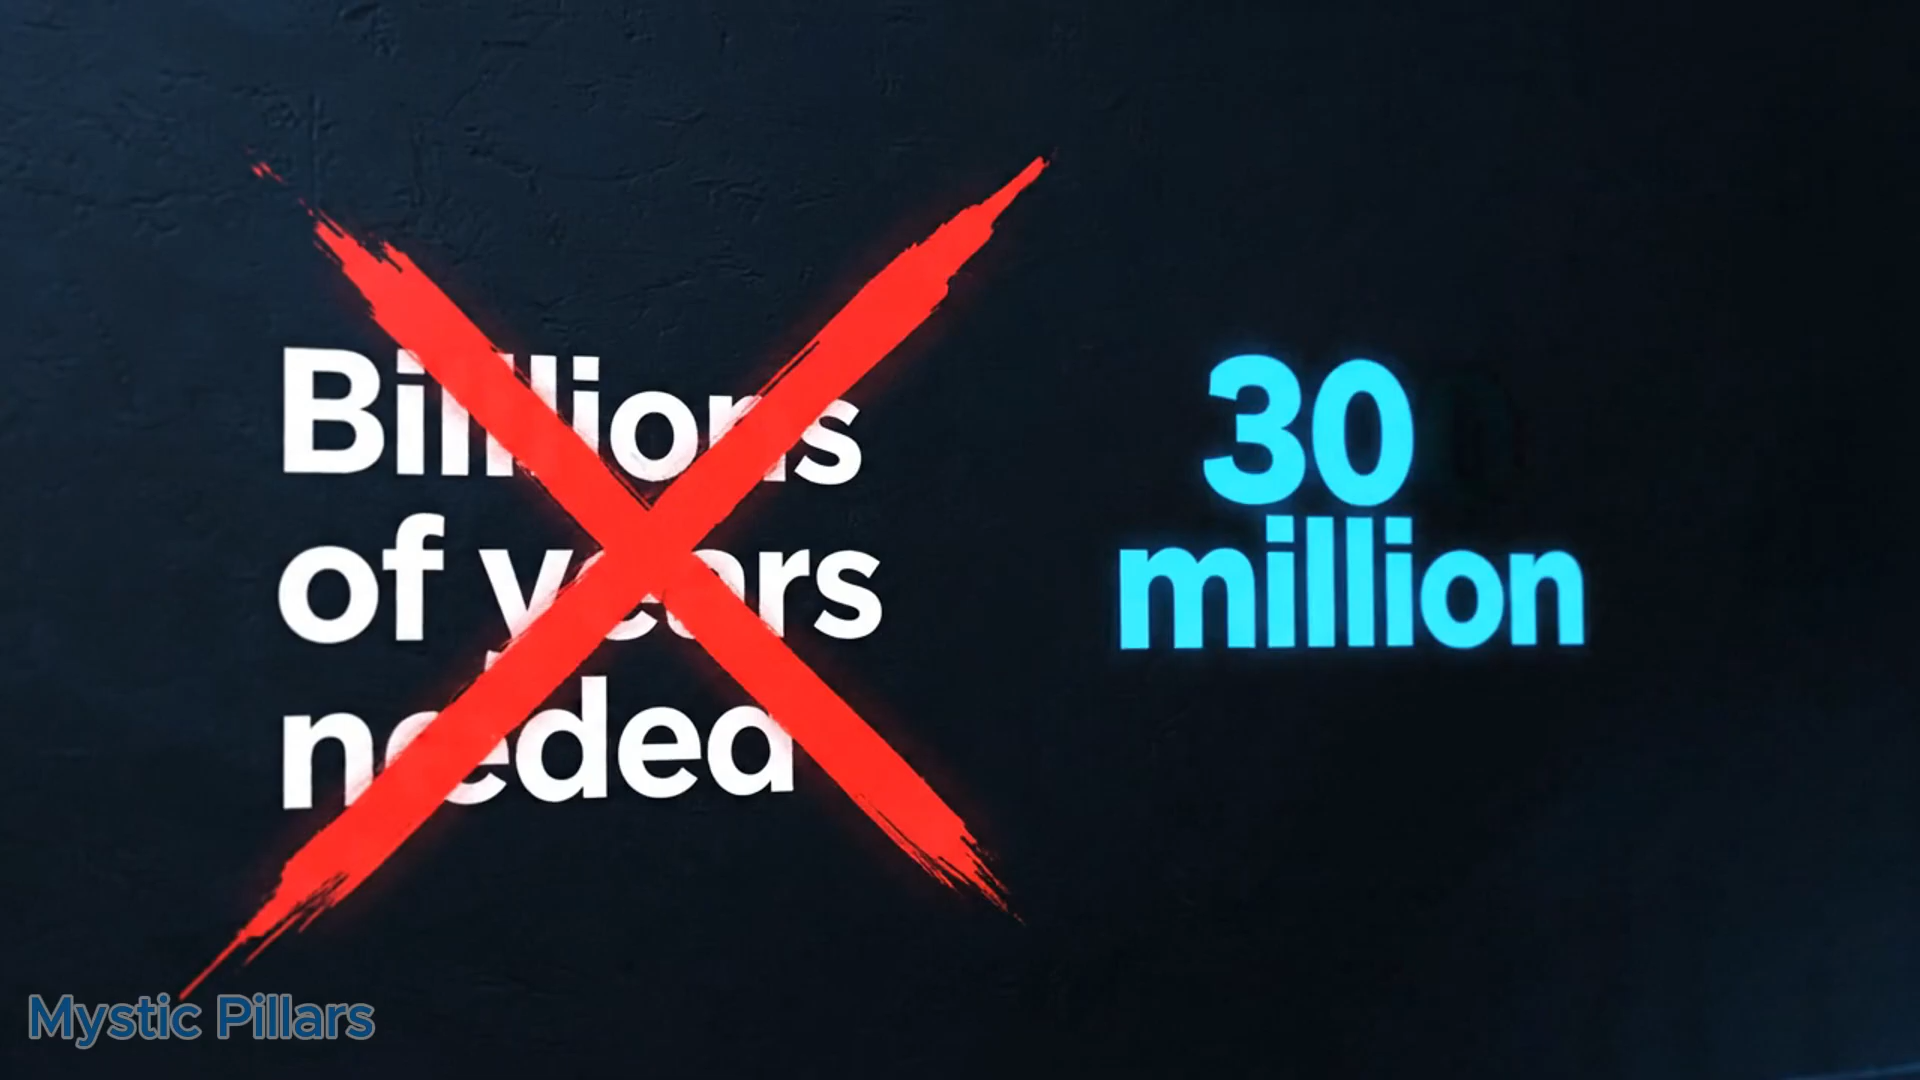 Billions
of years
needed
30
million
Mystic Pillars